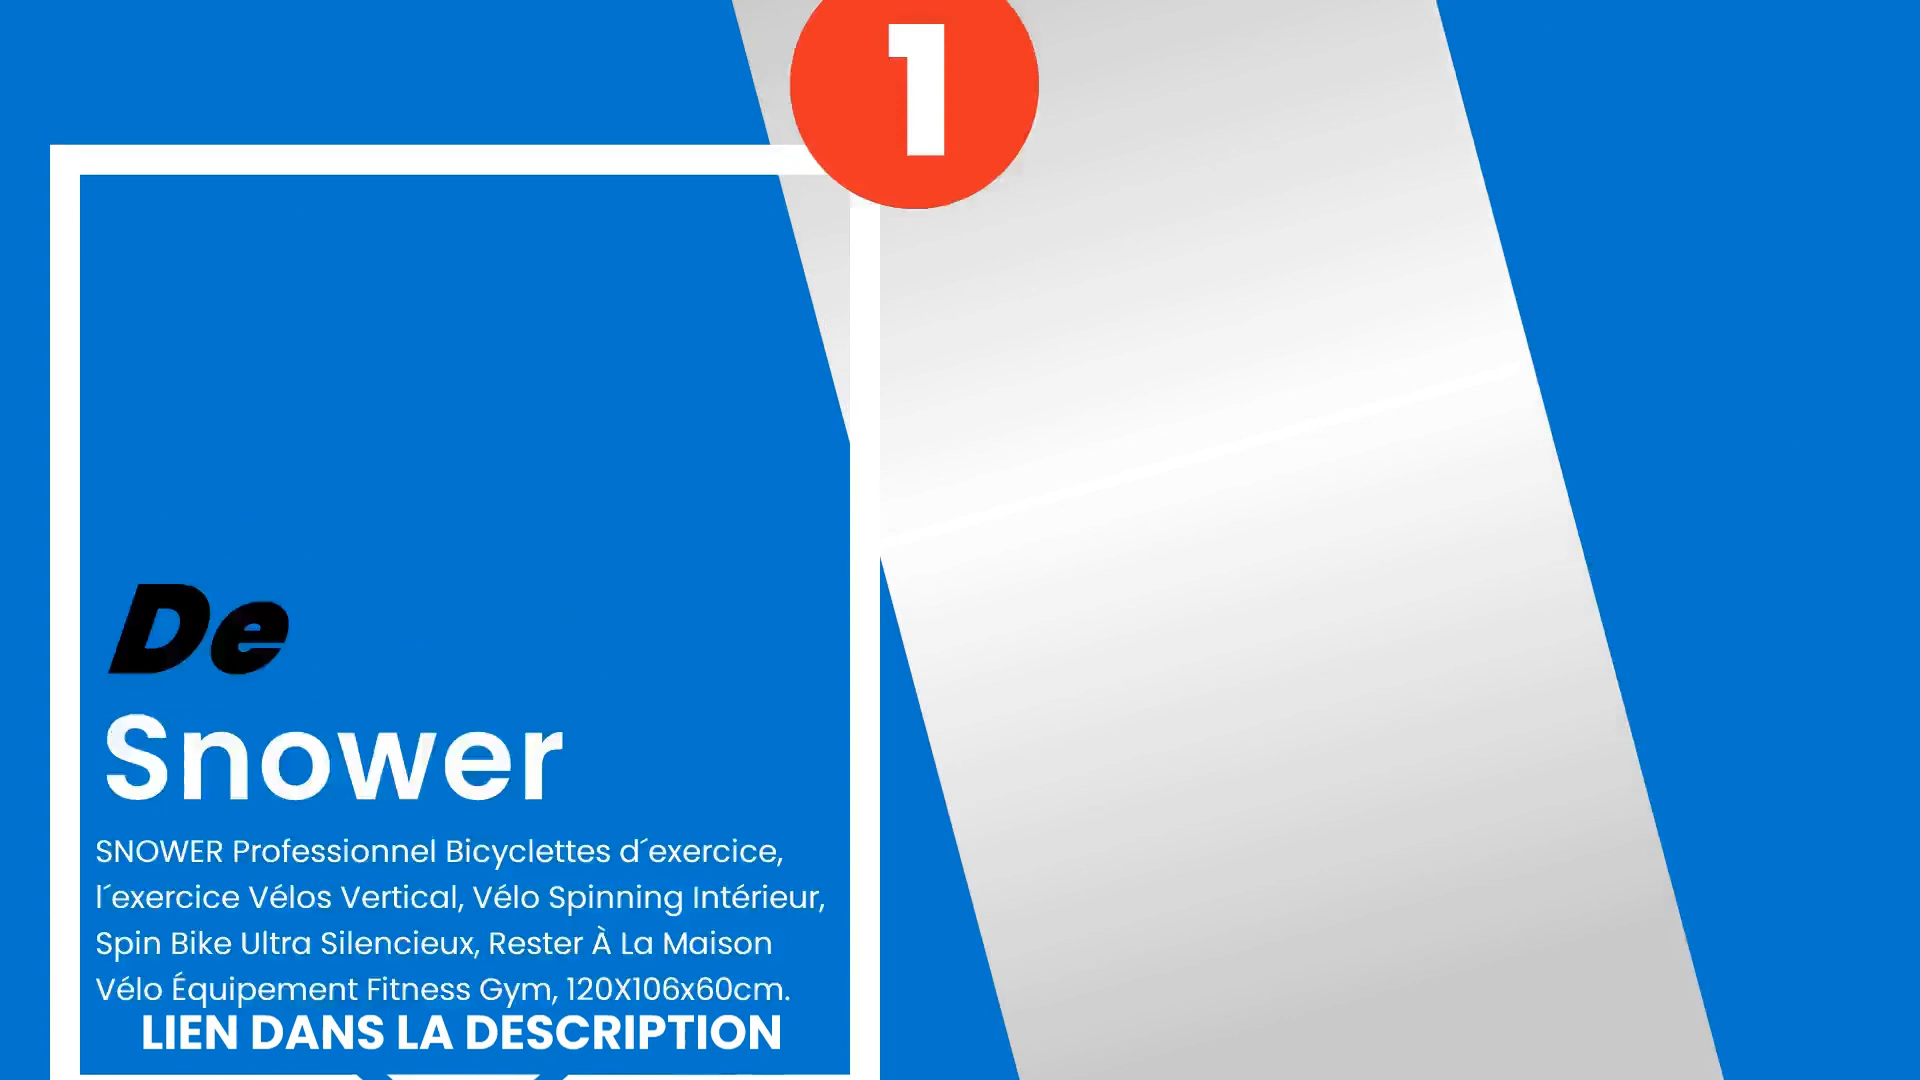 1
De
Snower
SNOWER Professionnel Bicyclettes d´exercice,
l´exercice Vélos Vertical, Vélo Spinning Intérieur,
Spin Bike Ultra Silencieux, Rester À La Maison
Vélo Équipement Fitness Gym, 120X106x60cm.
LIEN DANS LA DESCRIPTION